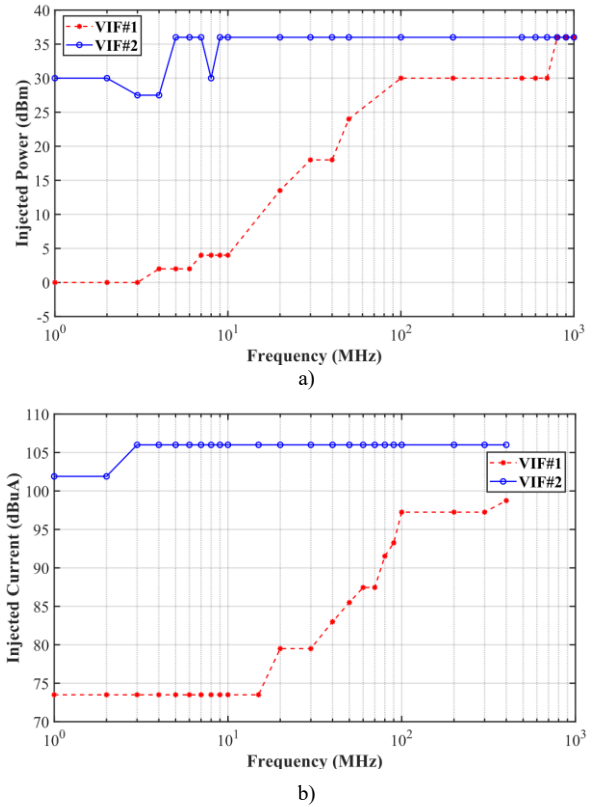 40
35
30
25
20
15
10
5
0
-5
Injected Power (dBm)
VIF#1
VIF#2
10^0
10^1
10^2
10^3
Frequency (MHz)
a)
110
105
100
95
90
85
80
75
70
Injected Current (dBuA)
VIF#1
VIF#2
10^0
10^1
10^2
10^3
Frequency (MHz)
b)